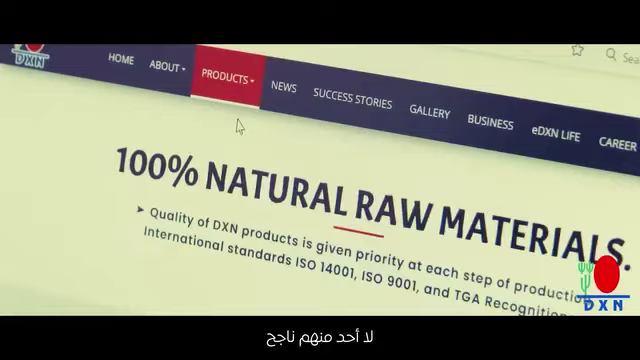 DXN
HOME ABOUT PRODUCTS NEWS SUCCESS STORIES GALLERY BUSINESS eDXN LIFE CAREER
100% NATURAL RAW MATERIALS.
➤ Quality of DXN products is given priority at each step of production
International standards ISO 14001, ISO 9001, and TGA Recognition
DXN
لا أحد منهم ناجح